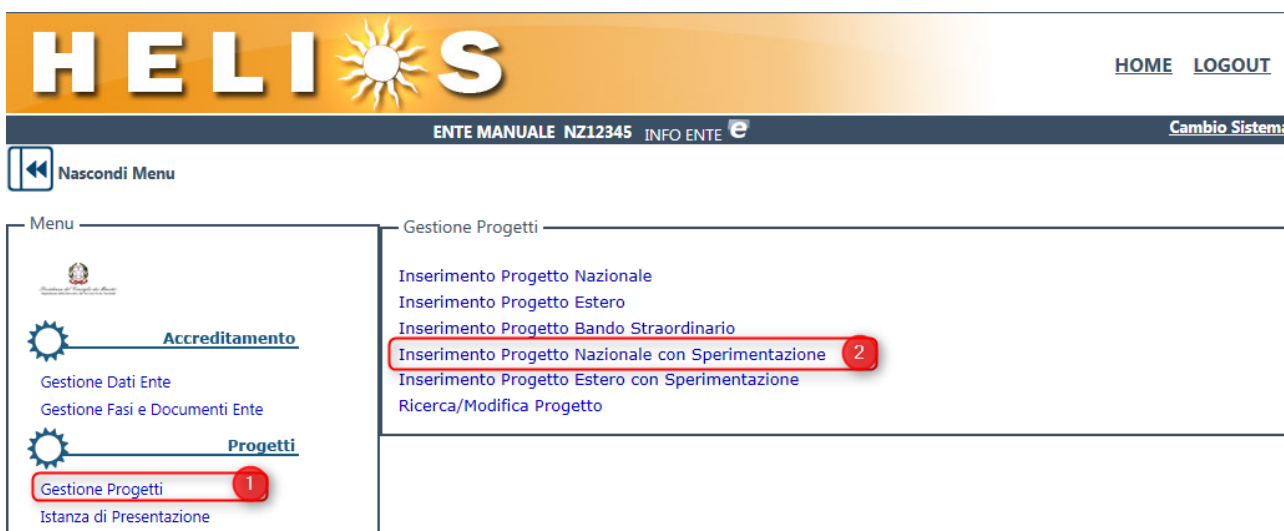 HELIOS
HOME LOGOUT
ENTE MANUALE NZ12345 INFO ENTE e
Cambio Sistema
Nascondi Menu
Menu
Accreditamento
Gestione Dati Ente
Gestione Fasi e Documenti Ente
Progetti
Gestione Progetti 1
Istanza di Presentazione
Gestione Progetti
Inserimento Progetto Nazionale
Inserimento Progetto Estero
Inserimento Progetto Bando Straordinario
Inserimento Progetto Nazionale con Sperimentazione 2
Inserimento Progetto Estero con Sperimentazione
Ricerca/Modifica Progetto